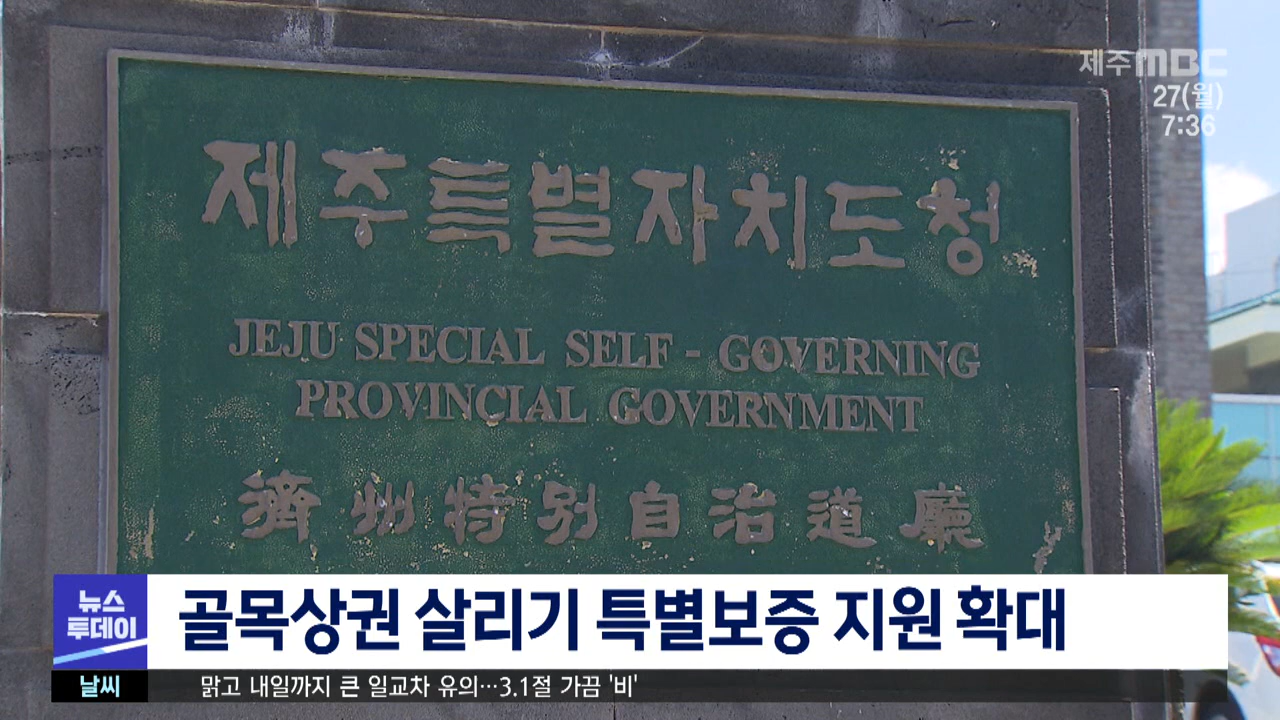 제주MBC
27(월)
7:36
제주특별자치도청
JEJU SPECIAL SELF - GOVERNING
PROVINCIAL GOVERNMENT
濟州特別自治道廳
뉴스
투데이
골목상권 살리기 특별보증 지원 확대
날씨
맑고 내일까지 큰 일교차 유의…3.1절 가끔 '비'